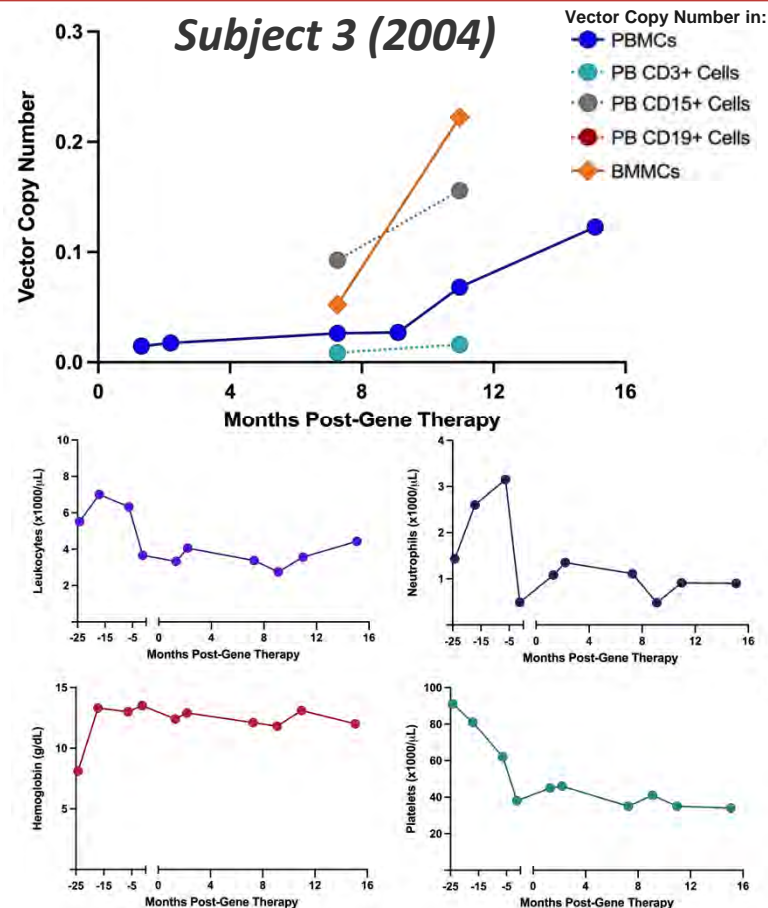 Subject 3 (2004)
Vector Copy Number in:
PBMCs
PB CD3+ Cells
PB CD15+ Cells
PB CD19+ Cells
BMMCs
Vector Copy Number
0.3
0.2
0.1
0.0
0 4 8 12 16
Months Post-Gene Therapy
Leukocytes (x1000/µL)
10
8
6
4
2
-25 -15 -5 0 4 8 12 16
Months Post-Gene Therapy
Neutrophils (x1000/µL)
4
3
2
1
-25 -15 -5 0 4 8 12 16
Months Post-Gene Therapy
Hemoglobin (g/dL)
15
10
5
-25 -15 -5 0 4 8 12 16
Months Post-Gene Therapy
Platelets (x1000/µL)
100
80
60
40
20
-25 -15 -5 0 4 8 12 16
Months Post-Gene Therapy